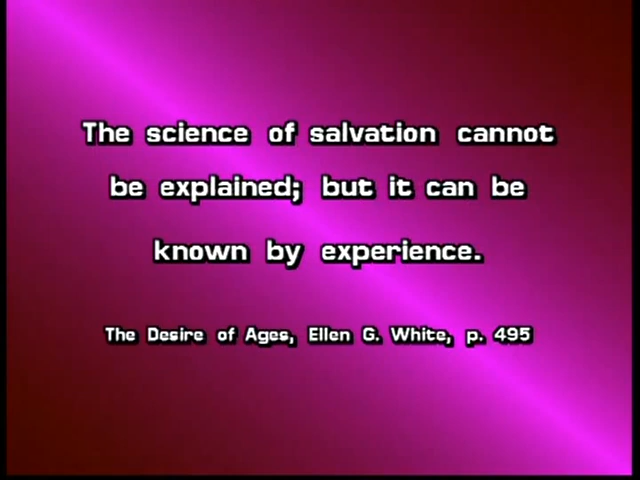 The science of salvation cannot
be explained; but it can be
known by experience.
The Desire of Ages, Ellen G. White, p. 495